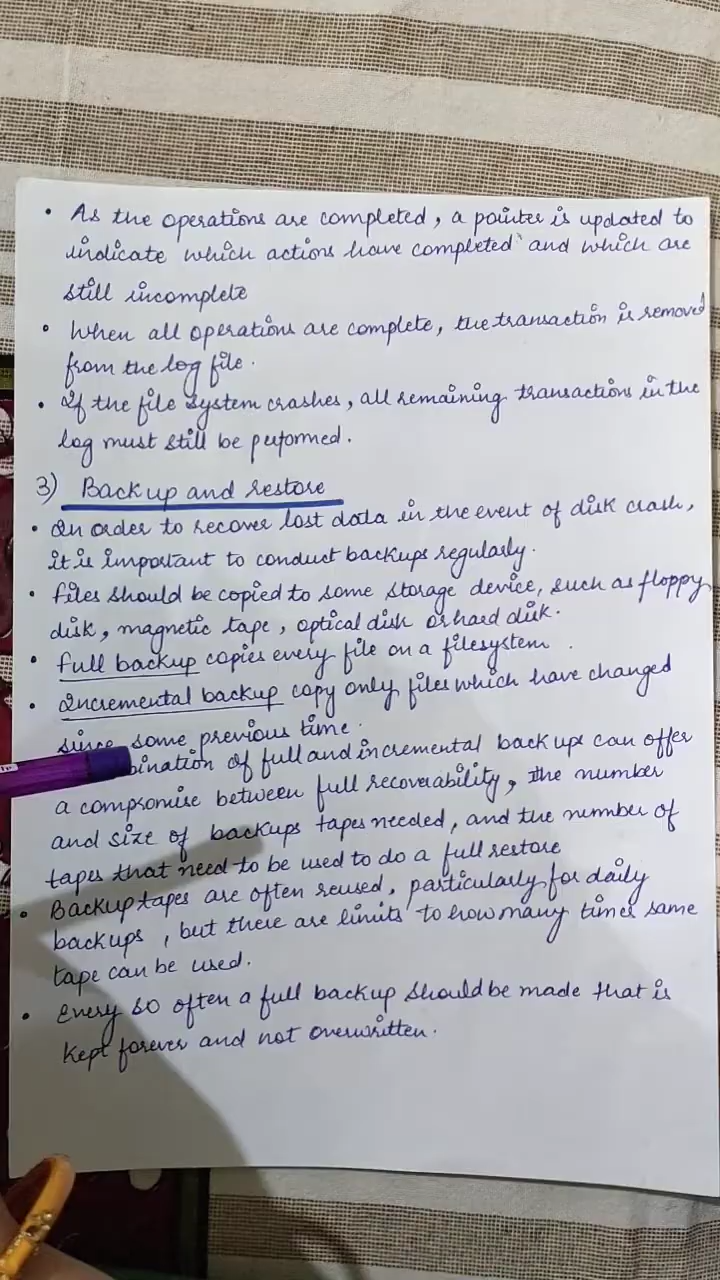 • As the operations are completed, a pointer is updated to
indicate which actions have completed and which are
still incomplete
• When all operations are complete, the transaction is removed
from the log file.
• If the file system crashes, all remaining transactions in the
log must still be performed.
3) Backup and restore
• In order to recover lost data in the event of disk crash,
it is important to conduct backups regularly.
• files should be copied to some storage device, such as floppy
disk, magnetic tape, optical disk or hard disk.
• full backup copies every file on a filesystem.
• Incremental backup copy only files which have changed
since some previous time.
of full and incremental backups can offer
a compromise between full recoverability, the number
and size of backups tapes needed, and the number of
tapes that need to be used to do a full restore
• Backup tapes are often reused, particularly for daily
backups, but there are limits to how many times same
tape can be used.
• Every so often a full backup should be made that is
kept forever and not overwritten.